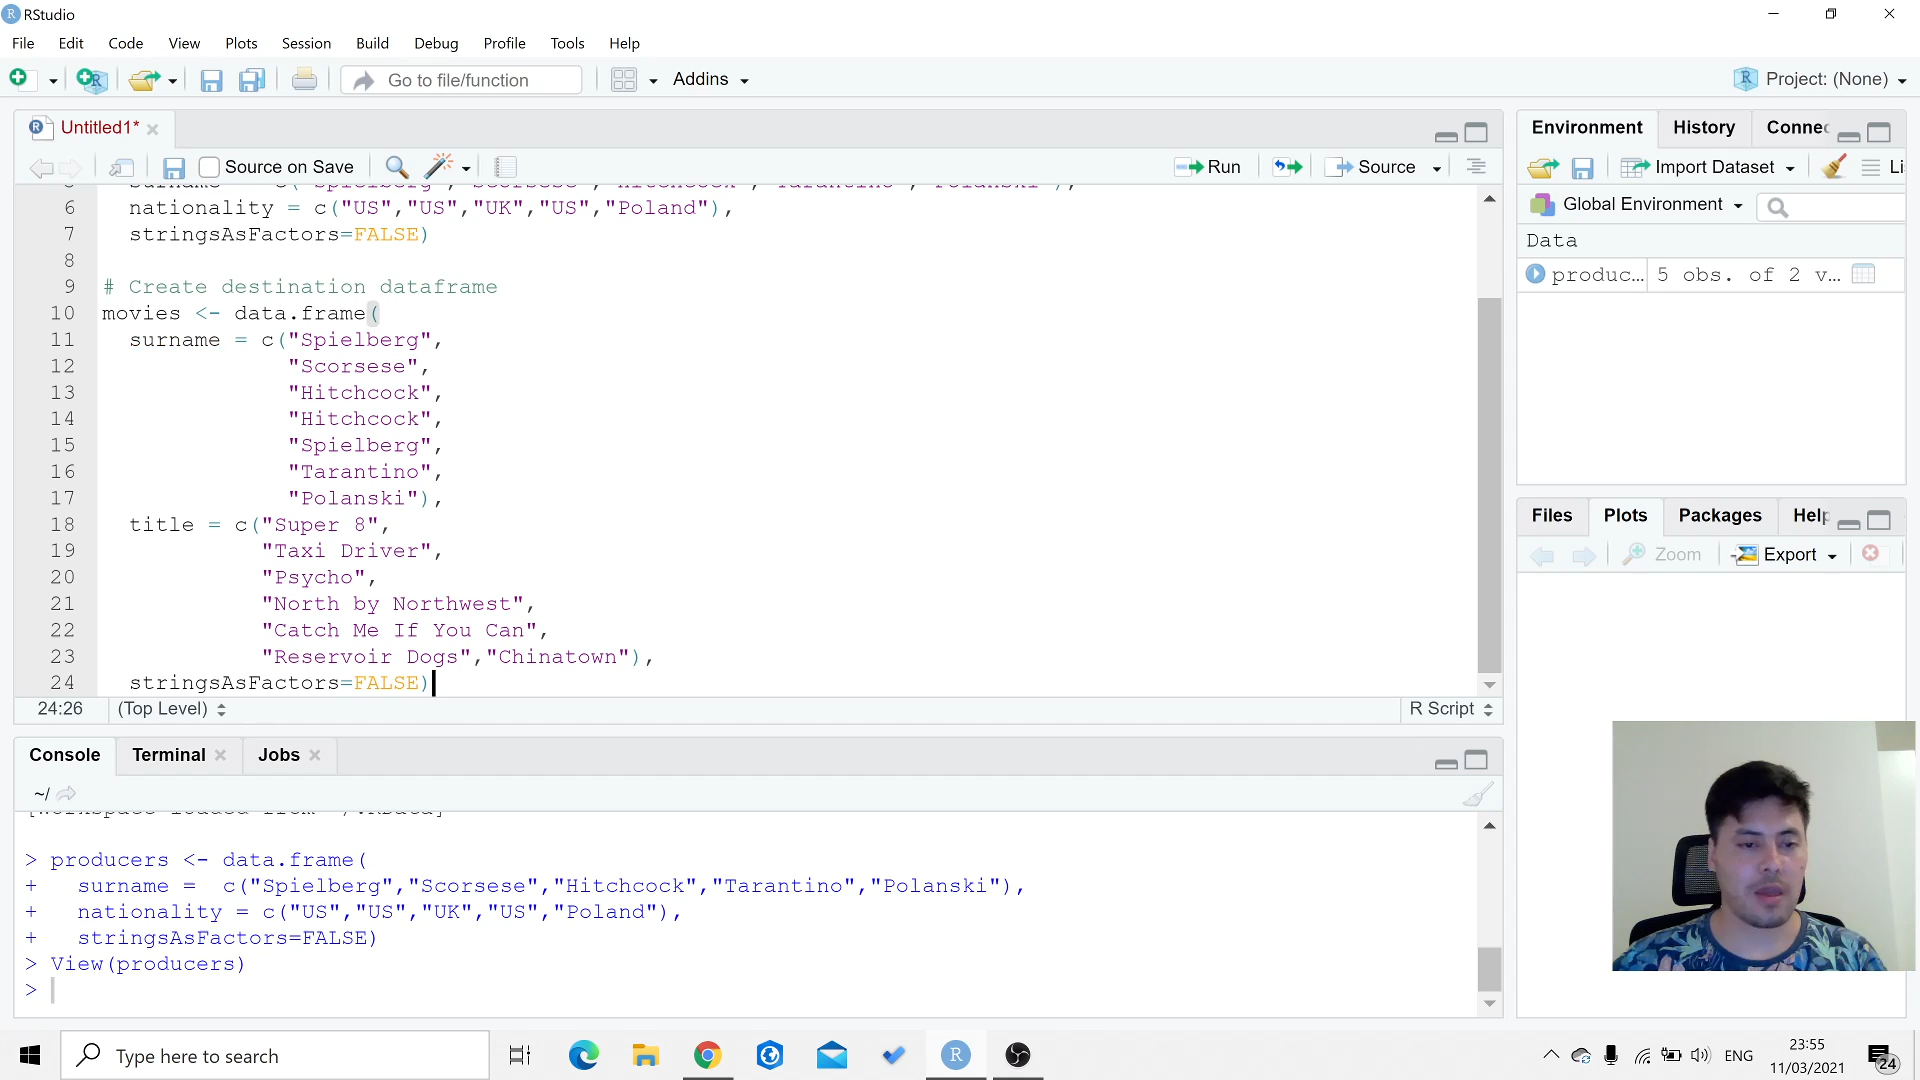 RStudio
File Edit Code View Plots Session Build Debug Profile Tools Help
Go to file/function Addins Project: (None)
Untitled1*
Source on Save Run Source
6 nationality = c("US","US","UK","US","Poland"),
7 stringsAsFactors=FALSE)
8
9 # Create destination dataframe
10 movies <- data.frame(
11 surname = c("Spielberg",
12 "Scorsese",
13 "Hitchcock",
14 "Hitchcock",
15 "Spielberg",
16 "Tarantino",
17 "Polanski"),
18 title = c("Super 8",
19 "Taxi Driver",
20 "Psycho",
21 "North by Northwest",
22 "Catch Me If You Can",
23 "Reservoir Dogs","Chinatown"),
24 stringsAsFactors=FALSE)
24:26 (Top Level) R Script
Console Terminal Jobs
~/
> producers <- data.frame(
+ surname = c("Spielberg","Scorsese","Hitchcock","Tarantino","Polanski"),
+ nationality = c("US","US","UK","US","Poland"),
+ stringsAsFactors=FALSE)
> View(producers)
>
Environment History Connec
Import Dataset Li
Global Environment
Data
produc... 5 obs. of 2 v...
Files Plots Packages Help
Zoom Export
Type here to search
ENG
23:55
11/03/2021
24